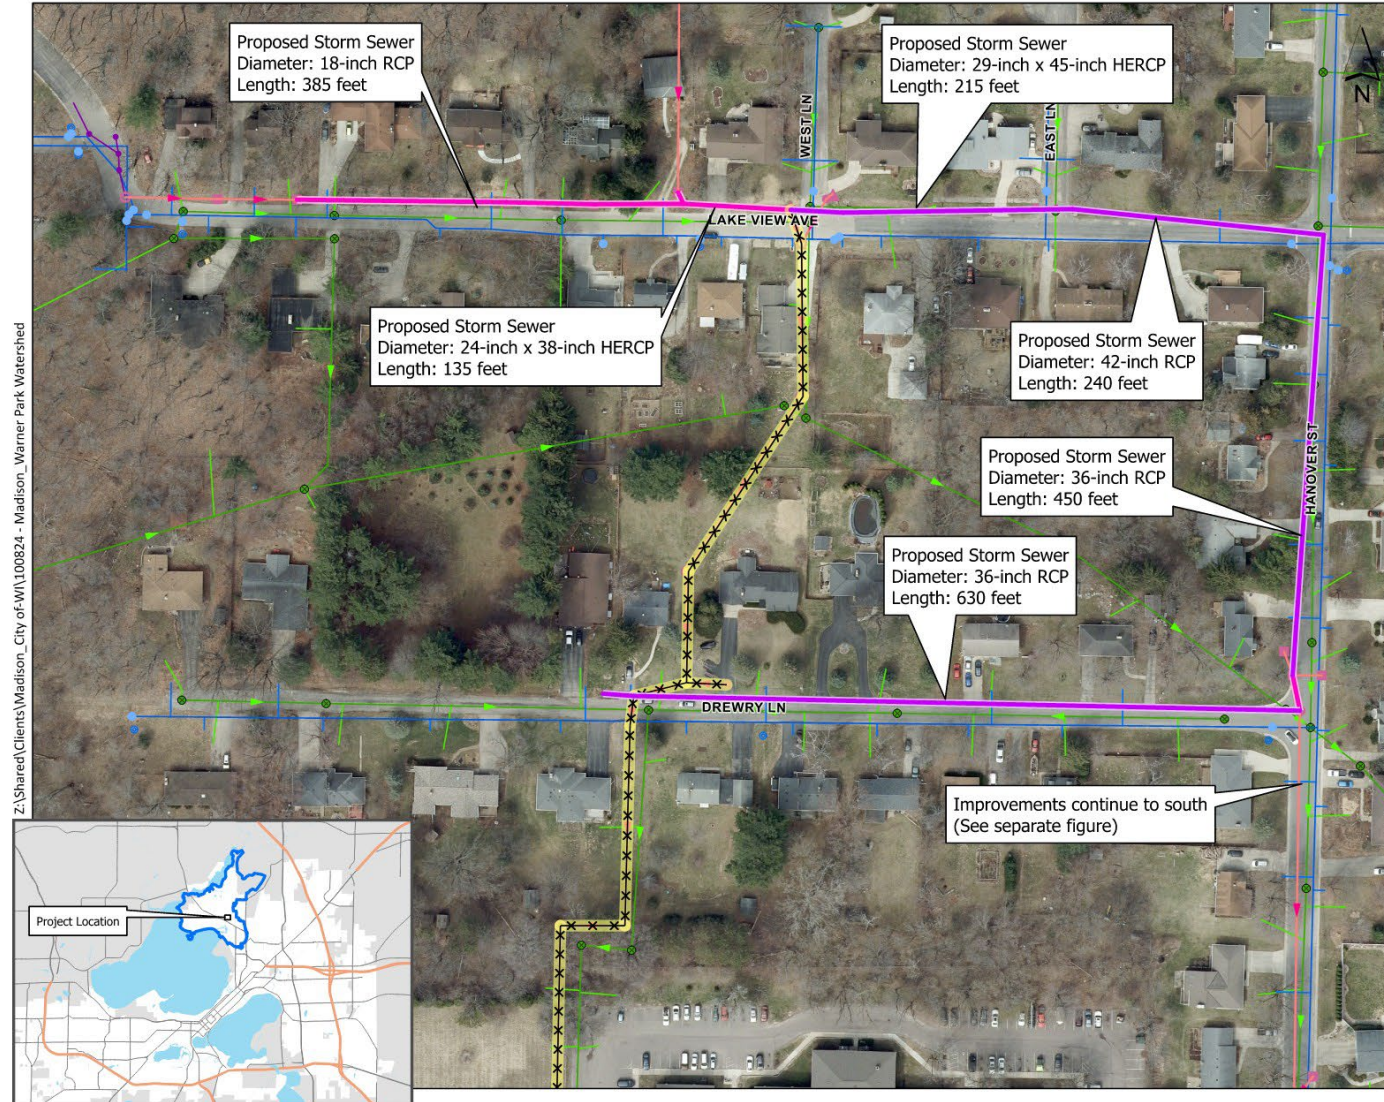 Proposed Storm Sewer
Diameter: 18-inch RCP
Length: 385 feet
Proposed Storm Sewer
Diameter: 29-inch x 45-inch HERCP
Length: 215 feet
N
WEST LN
EAST LN
LAKE VIEW AVE
Proposed Storm Sewer
Diameter: 24-inch x 38-inch HERCP
Length: 135 feet
Proposed Storm Sewer
Diameter: 42-inch RCP
Length: 240 feet
Proposed Storm Sewer
Diameter: 36-inch RCP
Length: 450 feet
HANOVER ST
Proposed Storm Sewer
Diameter: 36-inch RCP
Length: 630 feet
DREWRY LN
Improvements continue to south
(See separate figure)
Z:\Shared\Clients\Madison_City of-WI\100824 - Madison_Warner Park Watershed
Project Location